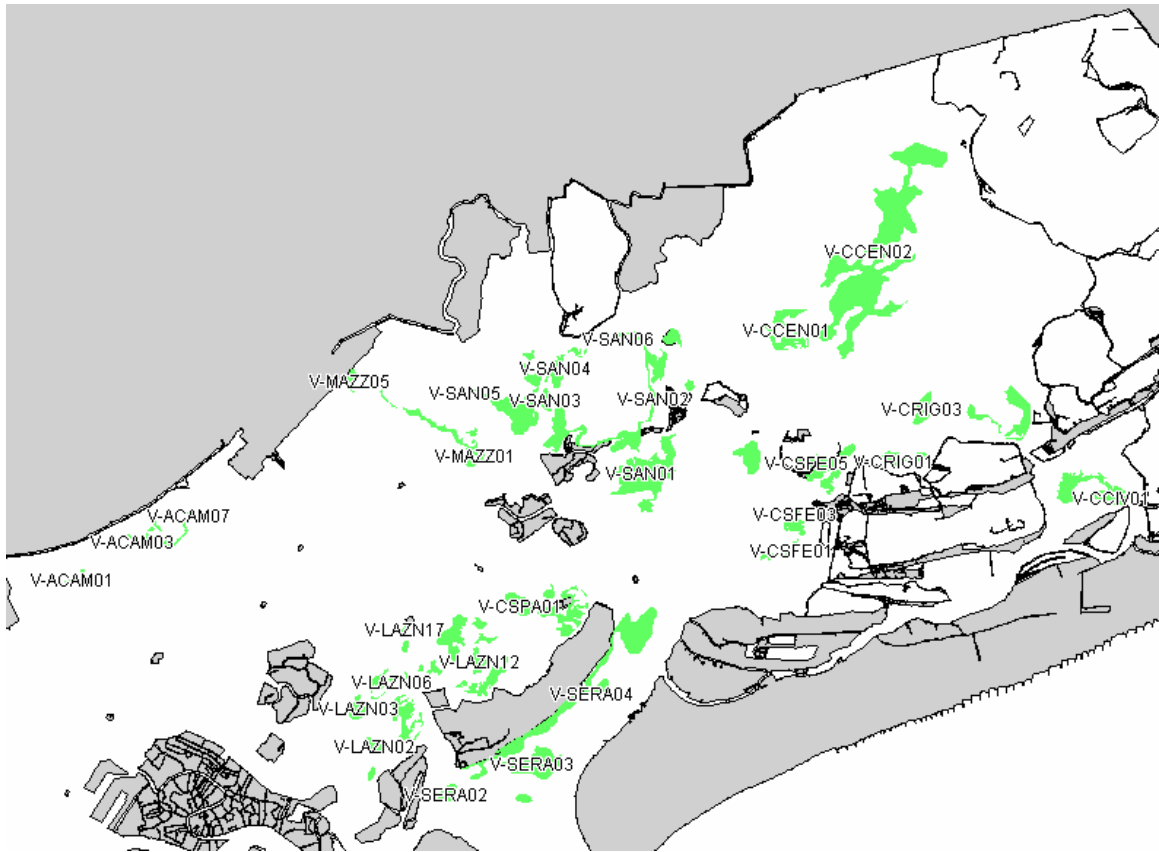 V-CCEN02
V-CCEN01
V-SAN06
V-SAN04
V-MAZZ05
V-SAN05
V-SAN03
V-SAN02
V-CRIG03
V-MAZZ01
V-CSFE05
V-CRIG01
V-SAN01
V-CCIV01
V-ACAM07
V-CSFE03
V-ACAM03
V-CSFE01
V-ACAM01
V-CSPA01
V-LAZN17
V-LAZN12
V-LAZN06
V-SERA04
V-LAZN03
V-LAZN02
V-SERA03
V-SERA02